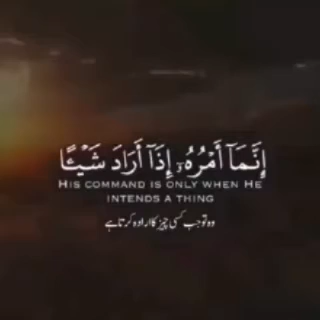 إِنَّمَآ أَمْرُهُۥٓ إِذَآ أَرَادَ شَيْـًٔا
HIS COMMAND IS ONLY WHEN HE
INTENDS A THING
وہ تو جب کسی چیز کا ارادہ کرتا ہے